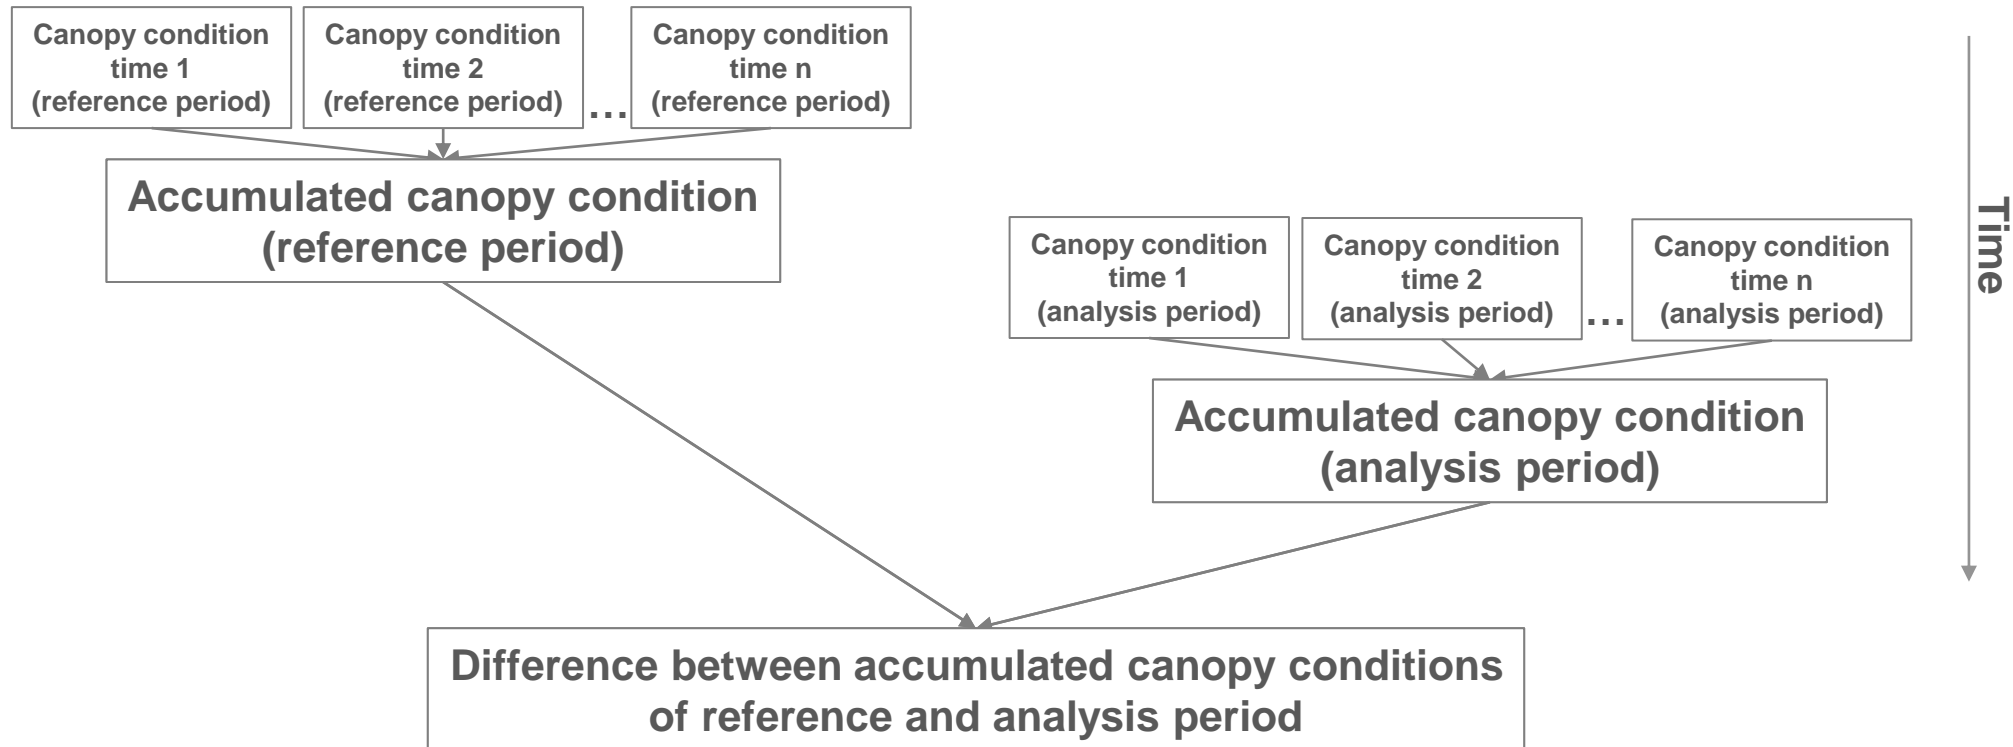 Canopy condition
time 1
(reference period)
Canopy condition
time 2
(reference period)
...
Canopy condition
time n
(reference period)
Accumulated canopy condition
(reference period)
Canopy condition
time 1
(analysis period)
Canopy condition
time 2
(analysis period)
...
Canopy condition
time n
(analysis period)
Accumulated canopy condition
(analysis period)
Time
Difference between accumulated canopy conditions
of reference and analysis period